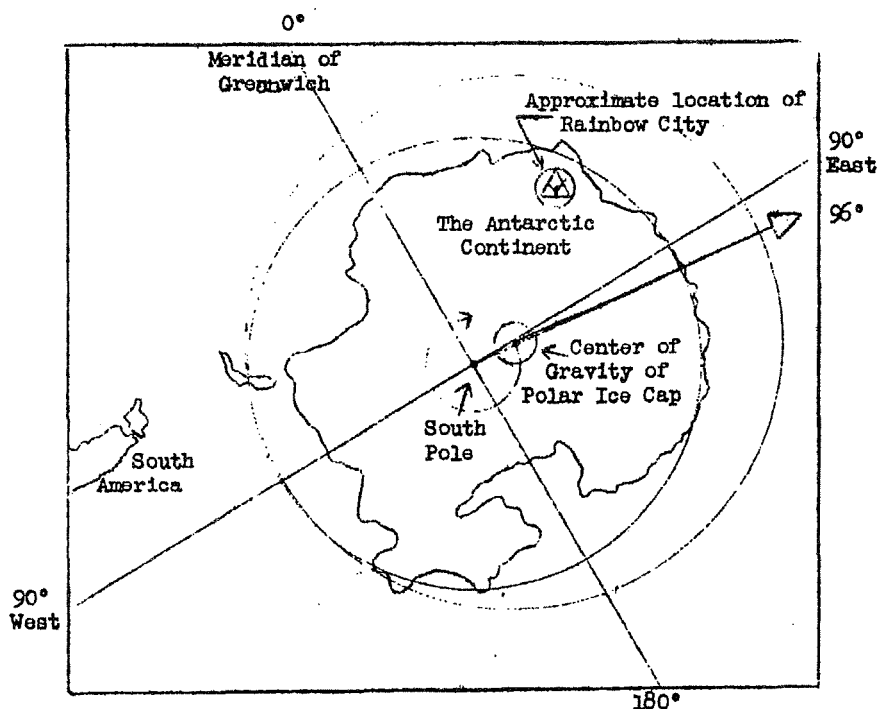 0°
Meridian of
Greenwich
Approximate location of
Rainbow City
90°
East
96°
The Antarctic
Continent
Center of
Gravity of
Polar Ice Cap
South
Pole
South
America
90°
West
180°